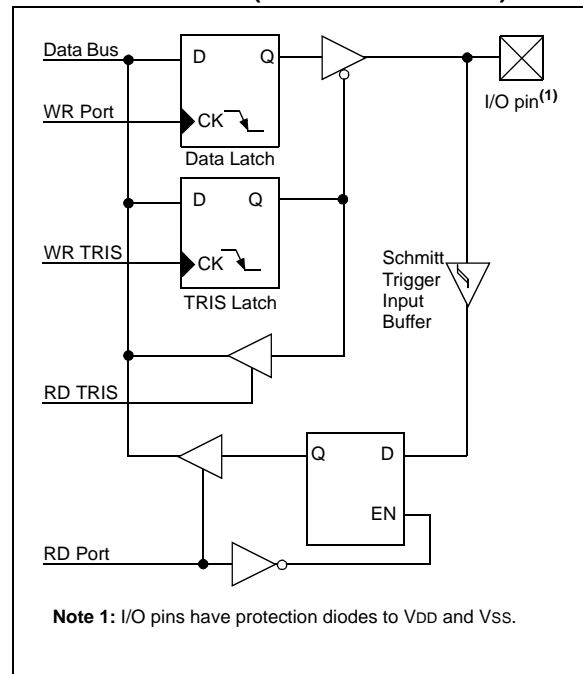 Data Bus
D Q
I/O pin(1)
WR Port
CK
Data Latch
D Q
WR TRIS
CK
Schmitt
Trigger
Input
Buffer
TRIS Latch
RD TRIS
Q D
EN
RD Port
Note 1: I/O pins have protection diodes to VDD and VSS.